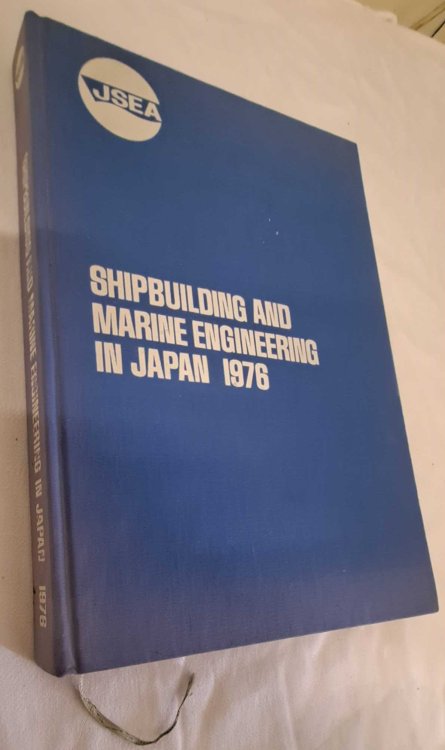 JSEA
SHIPBUILDING AND
MARINE ENGINEERING
IN JAPAN 1976
SHIPBUILDING AND MARINE ENGINEERING IN JAPAN 1976